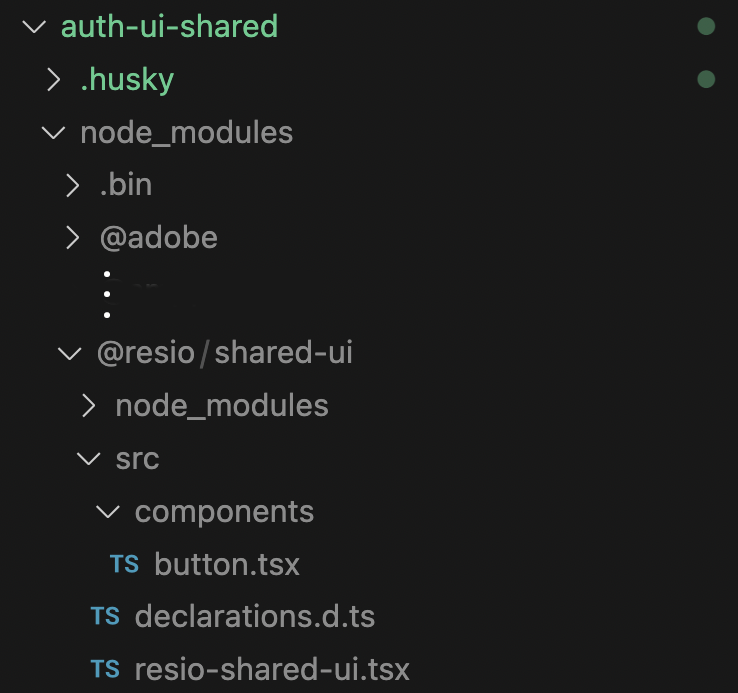 auth-ui-shared
.husky
node_modules
.bin
@adobe
@resio/shared-ui
node_modules
src
components
TS button.tsx
TS declarations.d.ts
TS resio-shared-ui.tsx